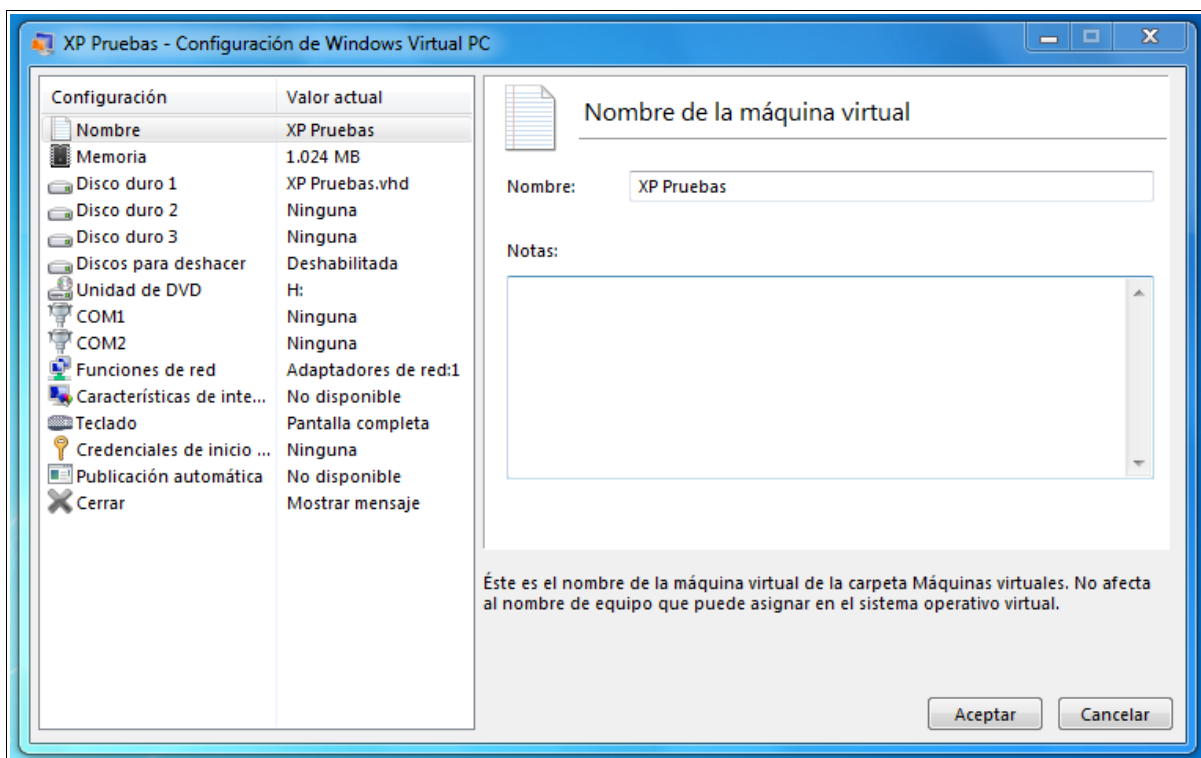 XP Pruebas - Configuración de Windows Virtual PC
Configuración Valor actual
Nombre XP Pruebas
Memoria 1.024 MB
Disco duro 1 XP Pruebas.vhd
Disco duro 2 Ninguna
Disco duro 3 Ninguna
Discos para deshacer Deshabilitada
Unidad de DVD H:
COM1 Ninguna
COM2 Ninguna
Funciones de red Adaptadores de red:1
Características de inte... No disponible
Teclado Pantalla completa
Credenciales de inicio ... Ninguna
Publicación automática No disponible
Cerrar Mostrar mensaje
Nombre de la máquina virtual
Nombre: XP Pruebas
Notas:
Éste es el nombre de la máquina virtual de la carpeta Máquinas virtuales. No afecta
al nombre de equipo que puede asignar en el sistema operativo virtual.
Aceptar Cancelar